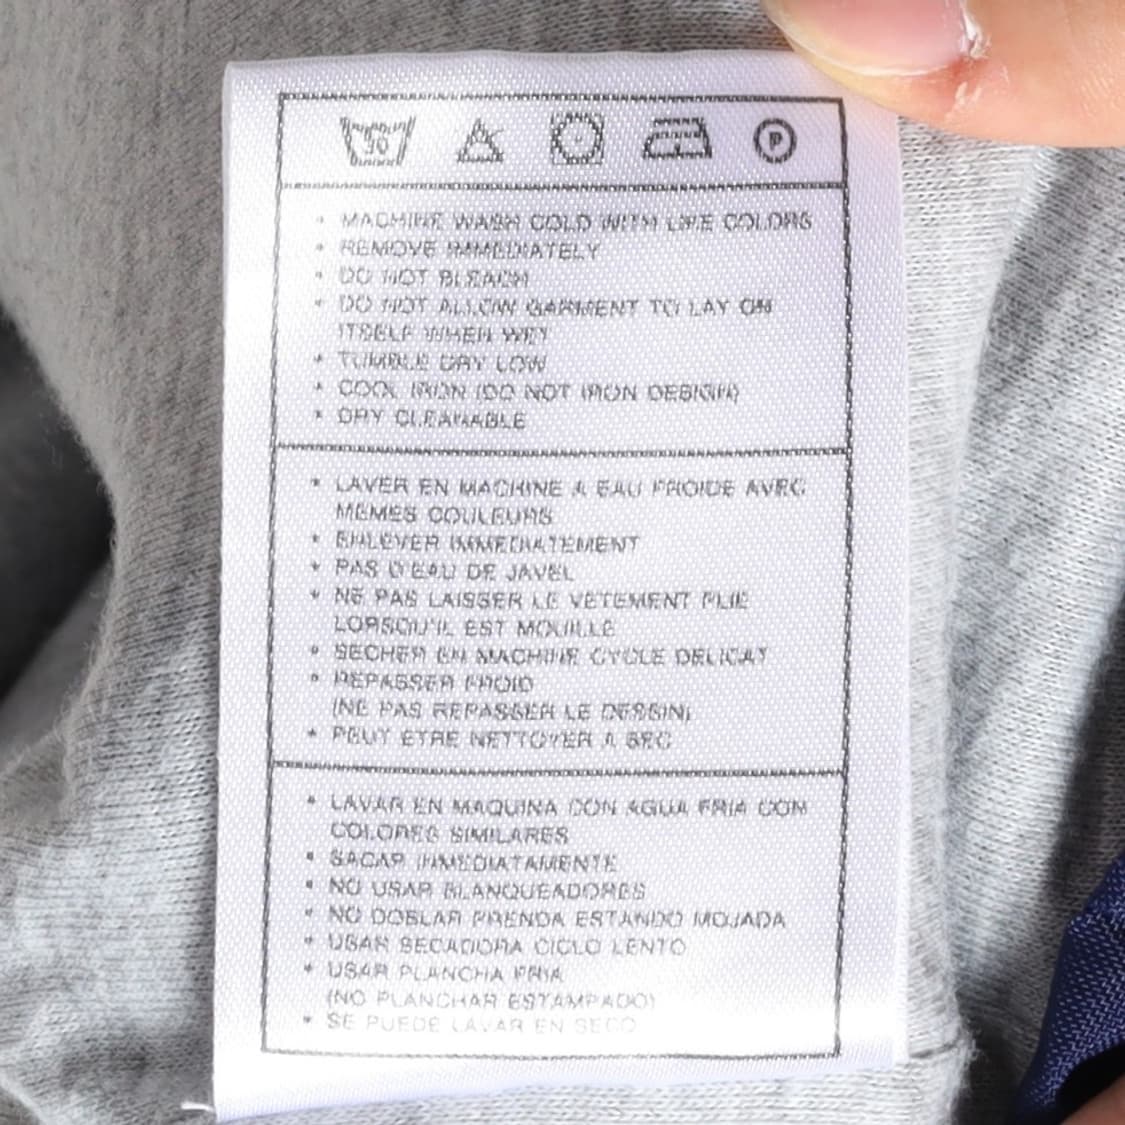 30
P
• MACHINE WASH COLD WITH LIKE COLORS
• REMOVE IMMEDIATELY
• DO NOT BLEACH
• DO NOT ALLOW GARMENT TO LAY ON
ITSELF WHEN WET
• TUMBLE DRY LOW
• COOL IRON (DO NOT IRON DESIGN)
• DRY CLEANABLE
• LAVER EN MACHINE A EAU FROIDE AVEC
MEMES COULEURS
• ENLEVER IMMEDIATEMENT
• PAS D'EAU DE JAVEL
• NE PAS LAISSER LE VETEMENT PLIE
LORSQU'IL EST MOUILLE
• SECHER EN MACHINE CYCLE DELICAT
• REPASSER FROID
(NE PAS REPASSER LE DESSIN)
• PEUT ETRE NETTOYER A SEC
• LAVAR EN MAQUINA CON AGUA FRIA CON
COLORES SIMILARES
• SACAR INMEDIATAMENTE
• NO USAR BLANQUEADORES
• NO DOBLAR PRENDA ESTANDO MOJADA
• USAR SECADORA CICLO LENTO
• USAR PLANCHA FRIA
(NO PLANCHAR ESTAMPADO)
• SE PUEDE LAVAR EN SECO